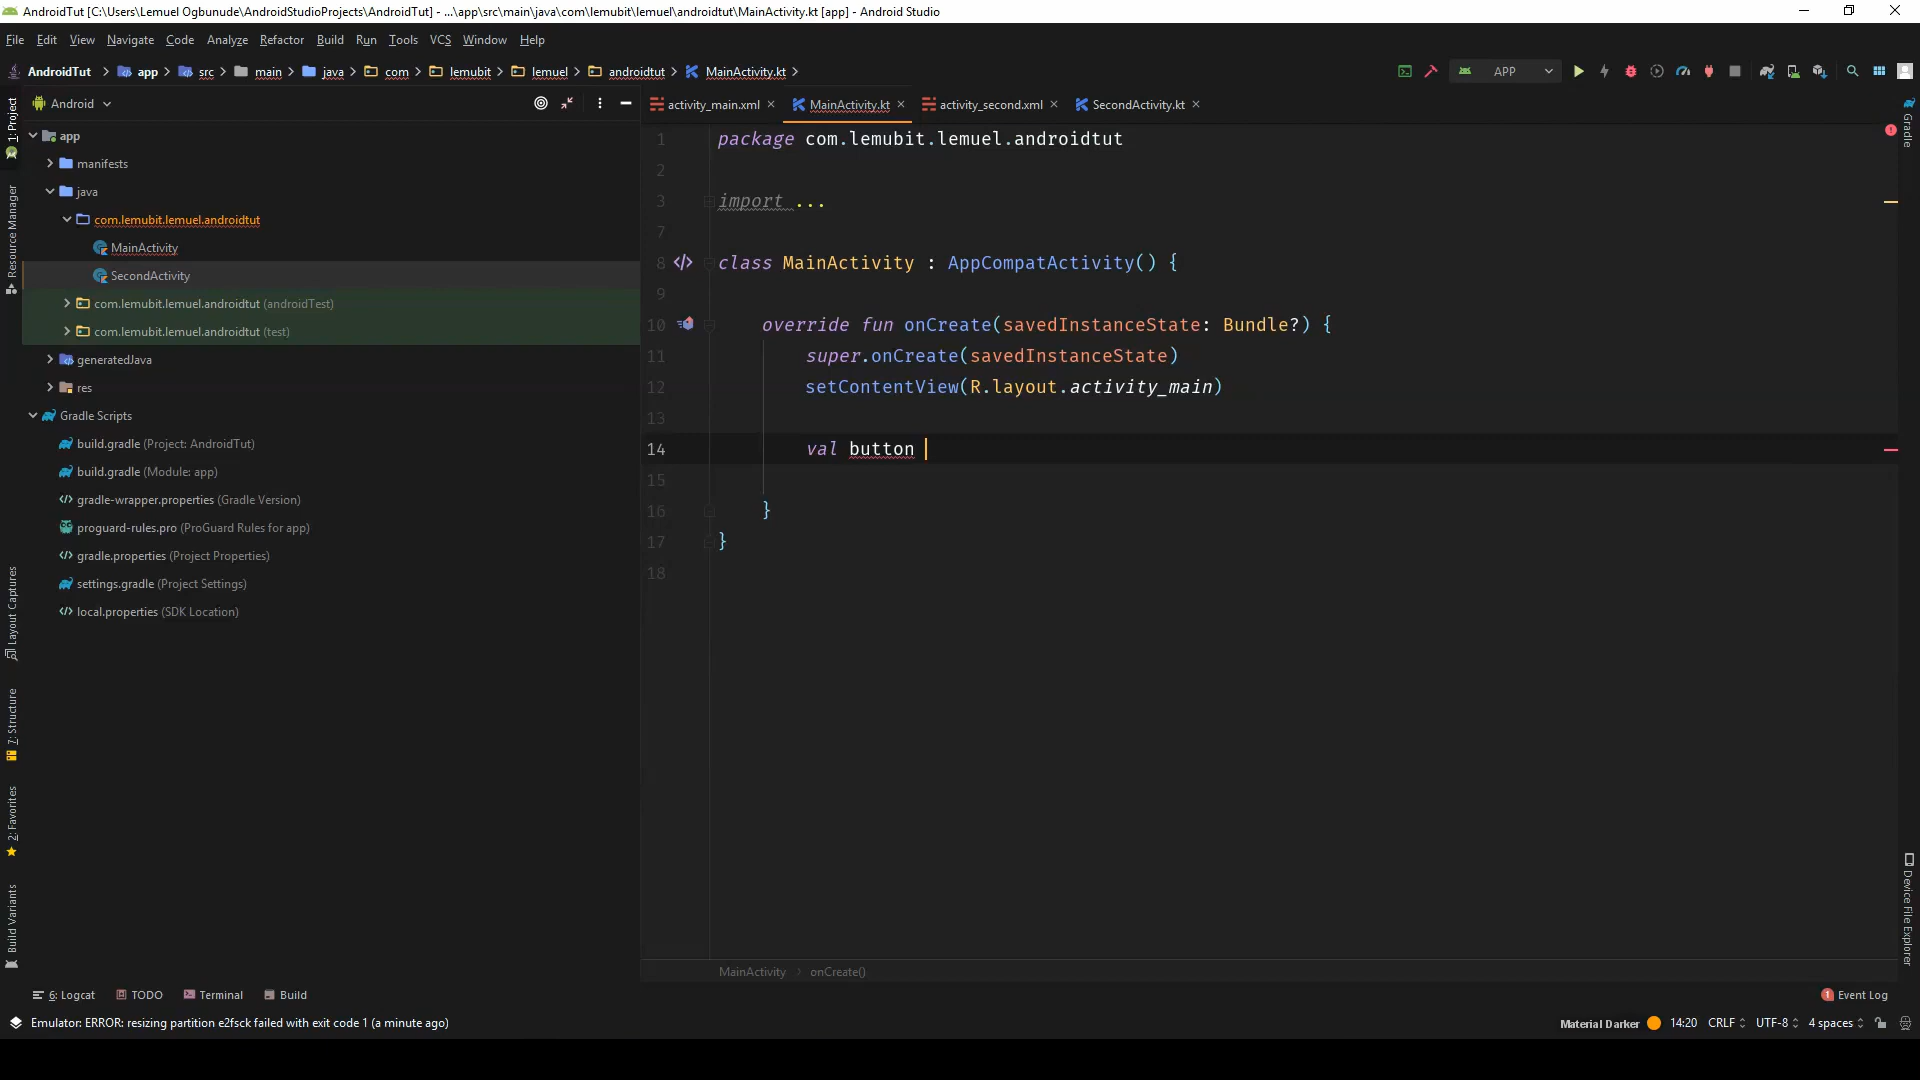 AndroidTut [C:\Users\Lemuel Ogbunude\AndroidStudioProjects\AndroidTut] - ...\app\src\main\java\com\lemubit\lemuel\androidtut\MainActivity.kt [app] - Android Studio
File Edit View Navigate Code Analyze Refactor Build Run Tools VCS Window Help
AndroidTut app src main java com lemubit lemuel androidtut MainActivity.kt APP
Android
activity_main.xml MainActivity.kt activity_second.xml SecondActivity.kt
app
manifests
java
com.lemubit.lemuel.androidtut
MainActivity
SecondActivity
com.lemubit.lemuel.androidtut (androidTest)
com.lemubit.lemuel.androidtut (test)
generatedJava
res
Gradle Scripts
build.gradle (Project: AndroidTut)
build.gradle (Module: app)
gradle-wrapper.properties (Gradle Version)
proguard-rules.pro (ProGuard Rules for app)
gradle.properties (Project Properties)
settings.gradle (Project Settings)
local.properties (SDK Location)
1: Project
Resource Manager
Layout Captures
7: Structure
2: Favorites
Build Variants
1 package com.lemubit.lemuel.androidtut
2
3 import ...
7
8 class MainActivity : AppCompatActivity() {
9
10 override fun onCreate(savedInstanceState: Bundle?) {
11 super.onCreate(savedInstanceState)
12 setContentView(R.layout.activity_main)
13
14 val button
15
16 }
17 }
18
Gradle
Device File Explorer
MainActivity onCreate()
6: Logcat TODO Terminal Build
1 Event Log
Emulator: ERROR: resizing partition e2fsck failed with exit code 1 (a minute ago)
Material Darker 14:20 CRLF UTF-8 4 spaces